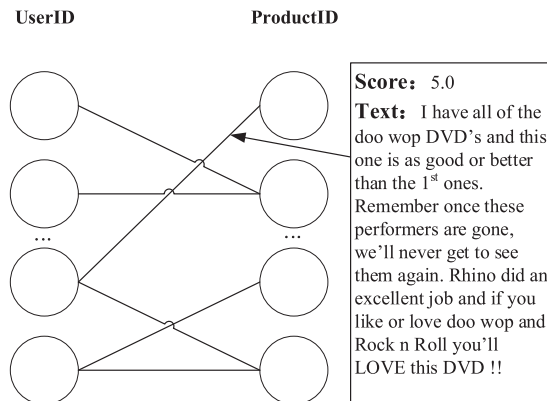 UserID
ProductID
Score： 5.0
Text： I have all of the
doo wop DVD's and this
one is as good or better
than the 1st ones.
Remember once these
performers are gone,
we'll never get to see
them again. Rhino did an
excellent job and if you
like or love doo wop and
Rock n Roll you'll
LOVE this DVD !!
...
...